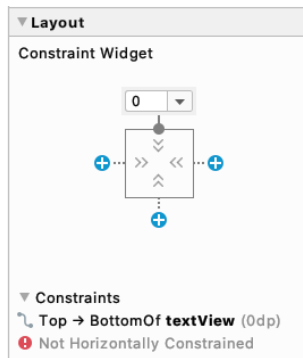 Layout
Constraint Widget
0
Constraints
Top → BottomOf textView (0dp)
Not Horizontally Constrained